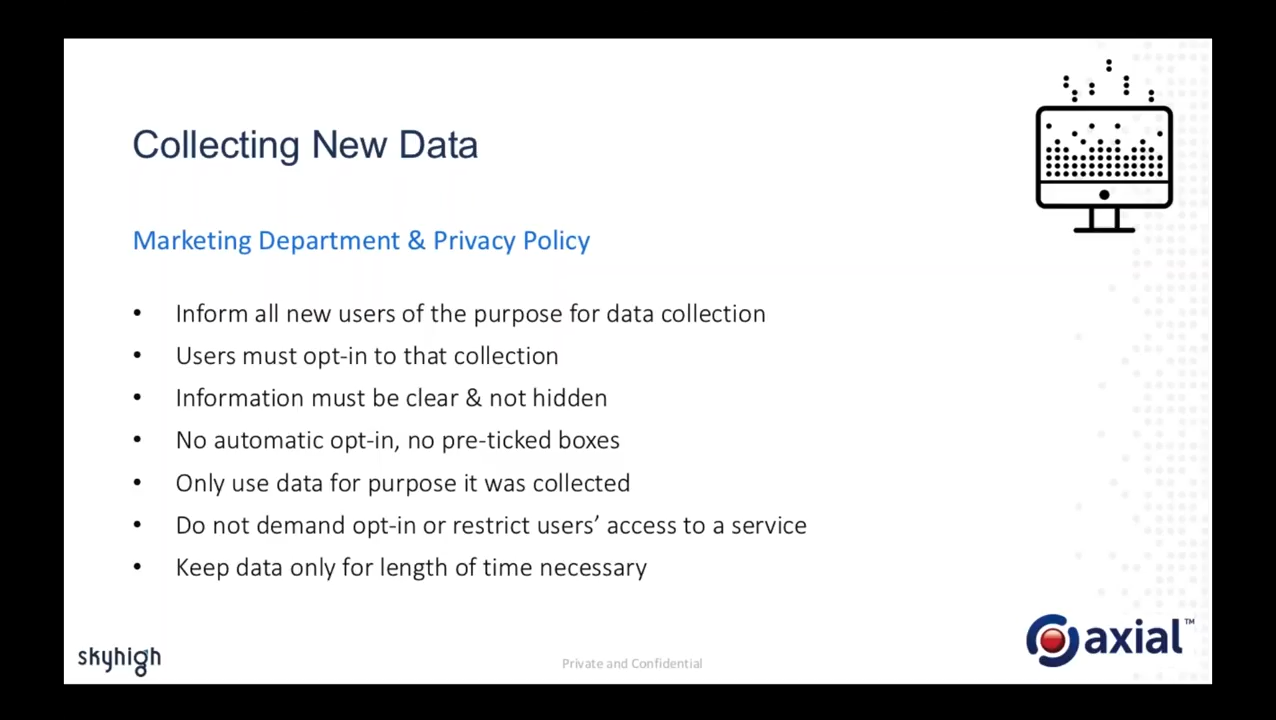 Collecting New Data
Marketing Department & Privacy Policy
• Inform all new users of the purpose for data collection
• Users must opt-in to that collection
• Information must be clear & not hidden
• No automatic opt-in, no pre-ticked boxes
• Only use data for purpose it was collected
• Do not demand opt-in or restrict users’ access to a service
• Keep data only for length of time necessary
skyhigh
Private and Confidential
axial™